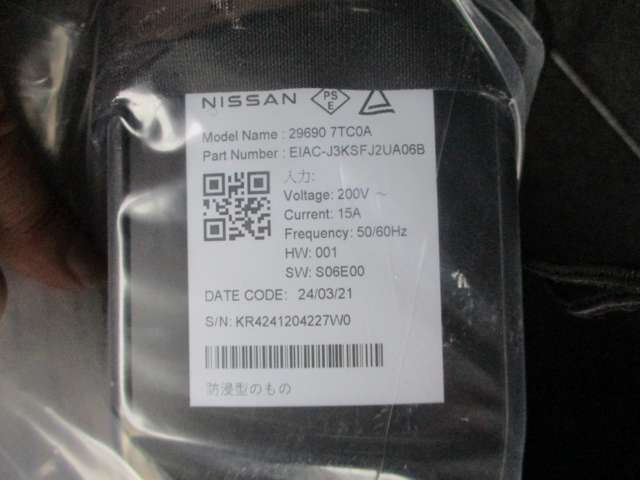 NISSAN PS E
Model Name : 29690 7TC0A
Part Number : EIAC-J3KSFJ2UA06B
入力:
Voltage: 200V ~
Current: 15A
Frequency: 50/60Hz
HW: 001
SW: S06E00
DATE CODE: 24/03/21
S/N: KR4241204227W0
防浸型のもの